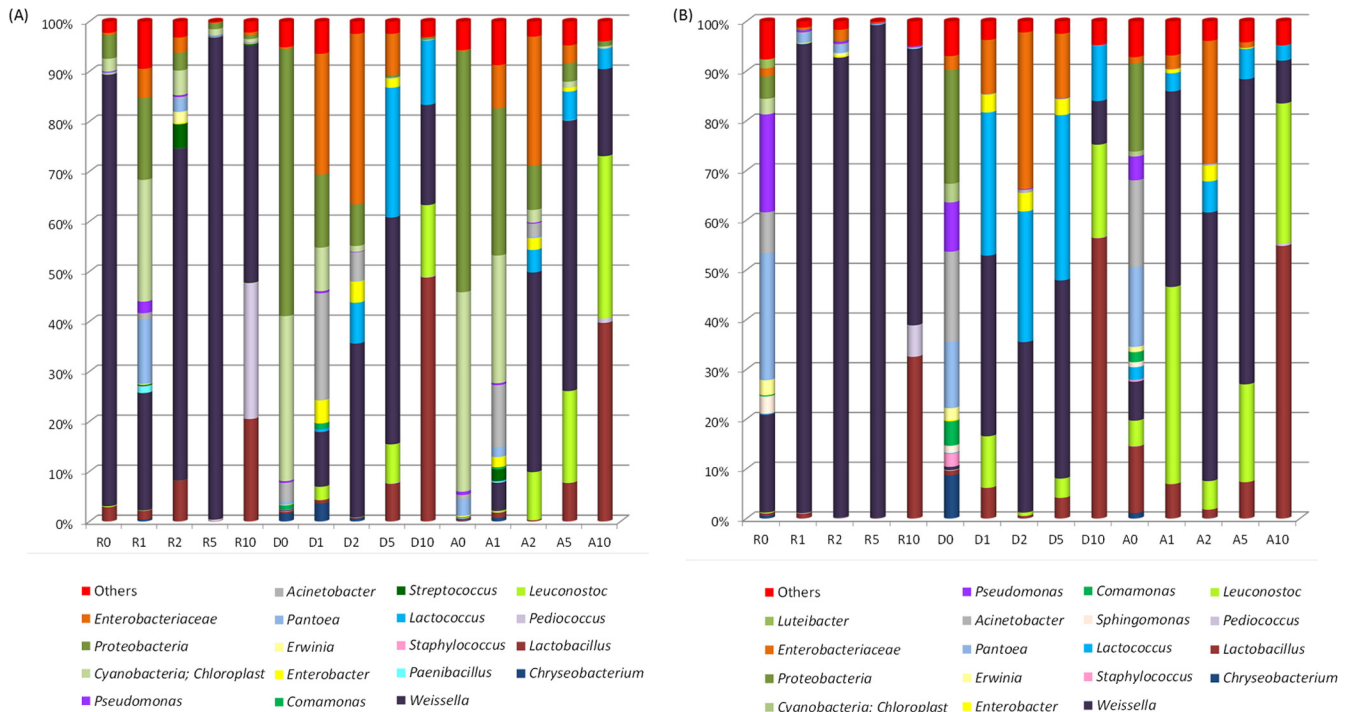 (A)
100%
90%
80%
70%
60%
50%
40%
30%
20%
10%
0%
R0 R1 R2 R5 R10 D0 D1 D2 D5 D10 A0 A1 A2 A5 A10
Others
Enterobacteriaceae
Proteobacteria
Cyanobacteria; Chloroplast
Pseudomonas
Acinetobacter
Pantoea
Erwinia
Enterobacter
Comamonas
Streptococcus
Lactococcus
Staphylococcus
Paenibacillus
Weissella
Leuconostoc
Pediococcus
Lactobacillus
Chryseobacterium
(B)
100%
90%
80%
70%
60%
50%
40%
30%
20%
10%
0%
R0 R1 R2 R5 R10 D0 D1 D2 D5 D10 A0 A1 A2 A5 A10
Others
Luteibacter
Enterobacteriaceae
Proteobacteria
Cyanobacteria; Chloroplast
Pseudomonas
Acinetobacter
Pantoea
Erwinia
Enterobacter
Comamonas
Sphingomonas
Lactococcus
Staphylococcus
Weissella
Leuconostoc
Pediococcus
Lactobacillus
Chryseobacterium